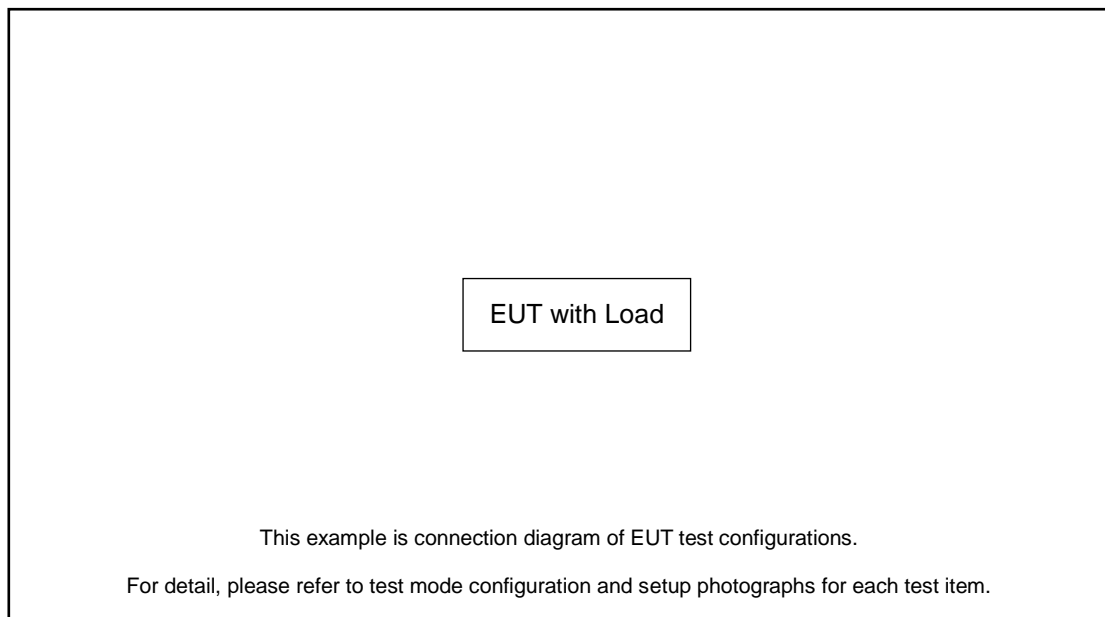 EUT with Load
This example is connection diagram of EUT test configurations.
For detail, please refer to test mode configuration and setup photographs for each test item.